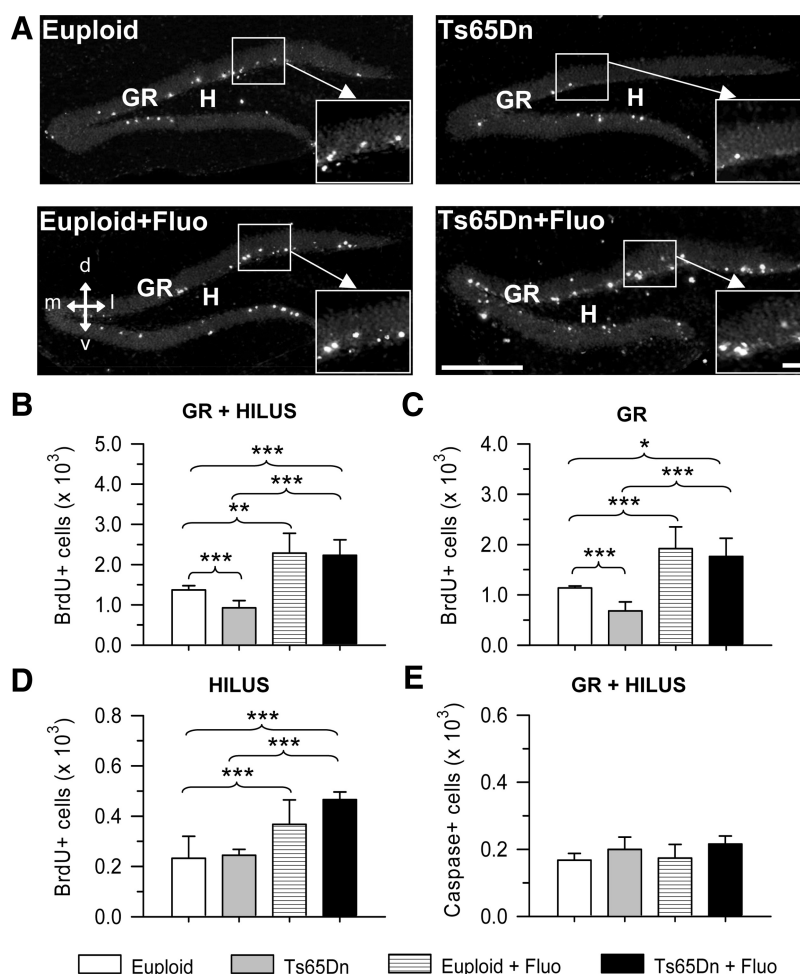 A
Euploid
GR
H
Ts65Dn
GR
H
Euploid+Fluo
d
m l
v
GR
H
Ts65Dn+Fluo
GR
H
B
GR + HILUS
BrdU+ cells (x 10³)
5.0
4.0
3.0
2.0
1.0
0.0
***
***
**
***
C
GR
BrdU+ cells (x 10³)
4.0
3.0
2.0
1.0
0.0
*
***
***
***
D
HILUS
BrdU+ cells (x 10³)
0.8
0.6
0.4
0.2
0.0
***
***
***
E
GR + HILUS
Caspase+ cells (x 10³)
0.6
0.4
0.2
0.0
Euploid Ts65Dn Euploid + Fluo Ts65Dn + Fluo